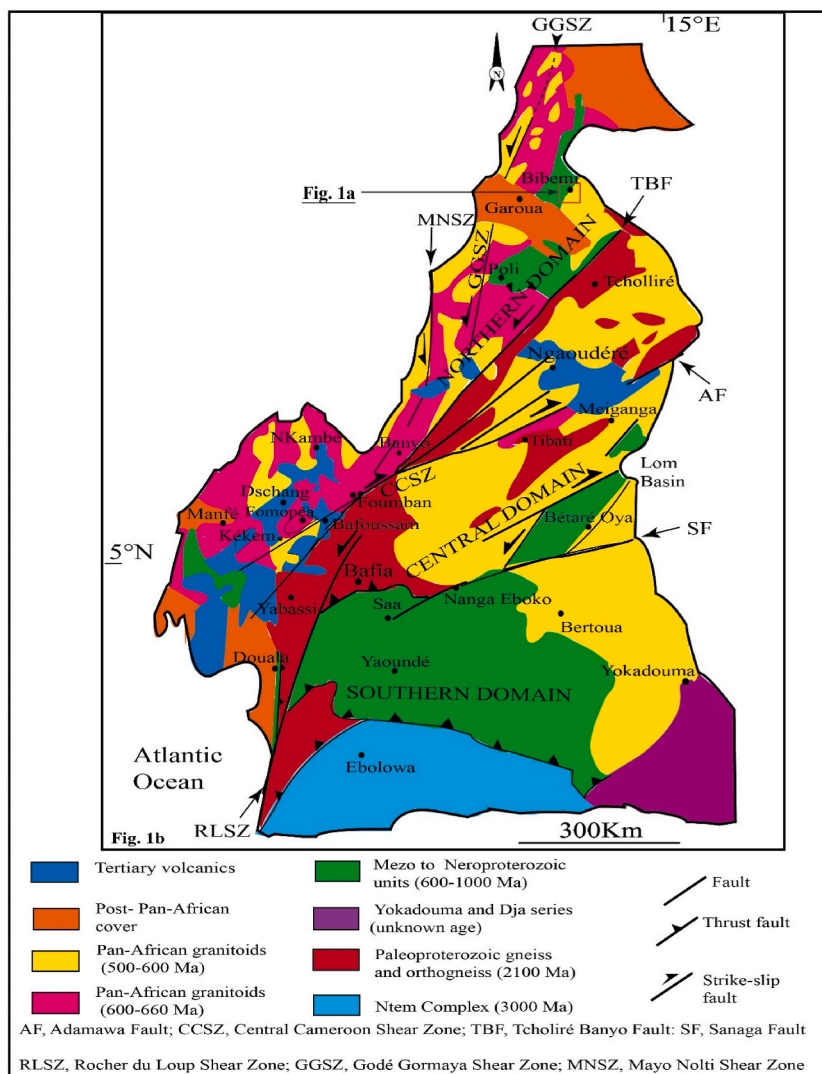 GGSZ
15°E
N
Bibemi
TBF
Fig. 1a
Garoua
MNSZ
GGSZ
Poli
NORTHERN DOMAIN
Tcholliré
Ngaoudéré
AF
Meiganga
NKambe
Banyo
Tibati
Lom
Basin
CCSZ
Dschang
Foumban
Manfé
Fomopéa
Bafoussam
CENTRAL DOMAIN
Bétaré Oya
SF
Kékem
5°N
Bafia
Nanga Eboko
Yabassi
Saa
Bertoua
Douala
Yaoundé
Yokadouma
SOUTHERN DOMAIN
Atlantic
Ocean
Ebolowa
Fig. 1b
RLSZ
300Km
Tertiary volcanics
Post- Pan-African
cover
Pan-African granitoids
(500-600 Ma)
Pan-African granitoids
(600-660 Ma)
Mezo to Neroproterozoic
units (600-1000 Ma)
Yokadouma and Dja series
(unknown age)
Paleoproterozoic gneiss
and orthogneiss (2100 Ma)
Ntem Complex (3000 Ma)
Fault
Thrust fault
Strike-slip
fault
AF, Adamawa Fault; CCSZ, Central Cameroon Shear Zone; TBF, Tcholiré Banyo Fault: SF, Sanaga Fault
RLSZ, Rocher du Loup Shear Zone; GGSZ, Godé Gormaya Shear Zone; MNSZ, Mayo Nolti Shear Zone